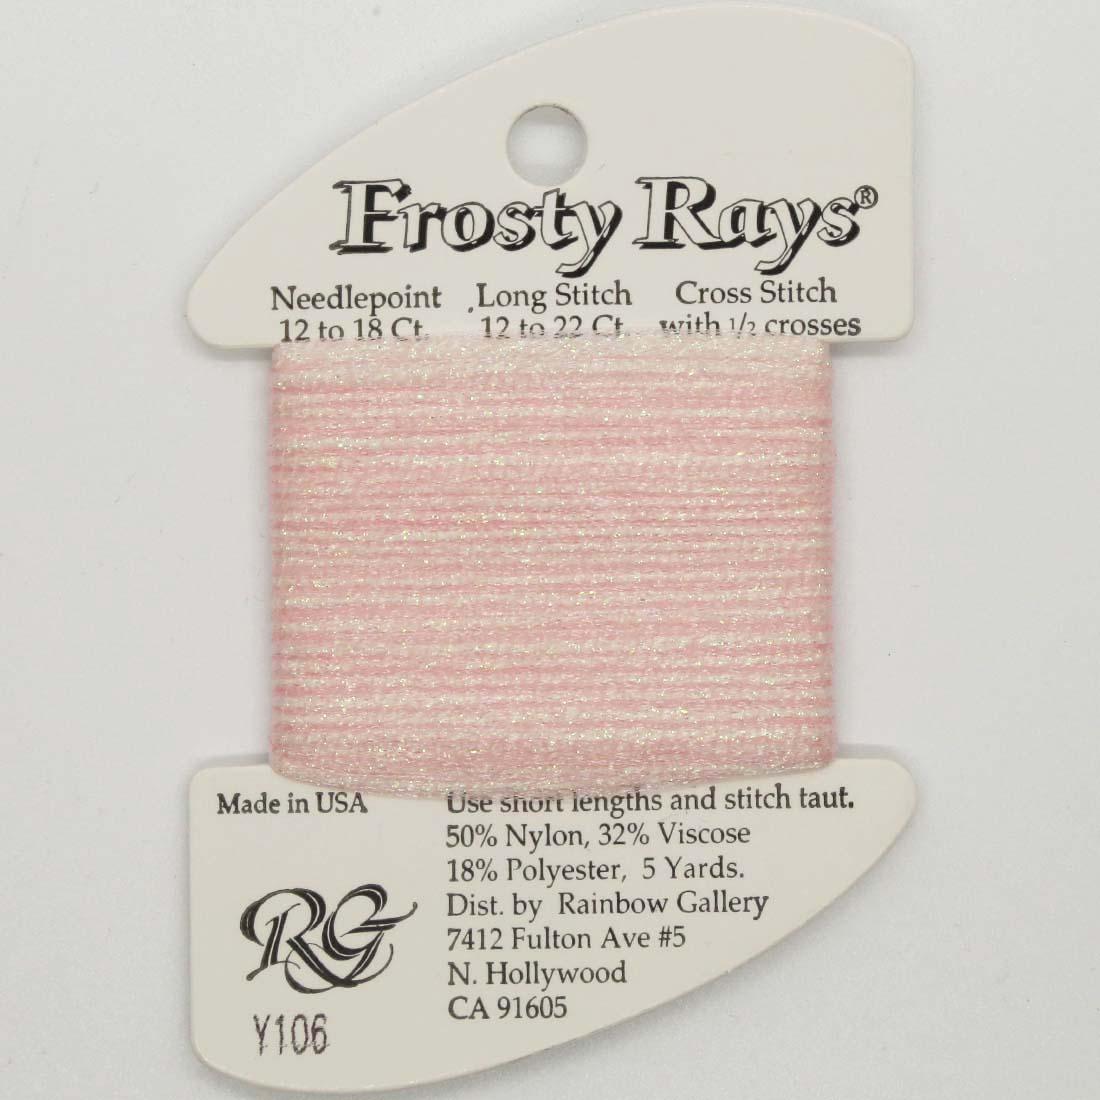 Frosty Rays®
Needlepoint Long Stitch Cross Stitch
12 to 18 Ct. 12 to 22 Ct. with 1/2 crosses
Made in USA
Use short lengths and stitch taut.
50% Nylon, 32% Viscose
18% Polyester, 5 Yards.
Dist. by Rainbow Gallery
7412 Fulton Ave #5
N. Hollywood
CA 91605
RG
Y106